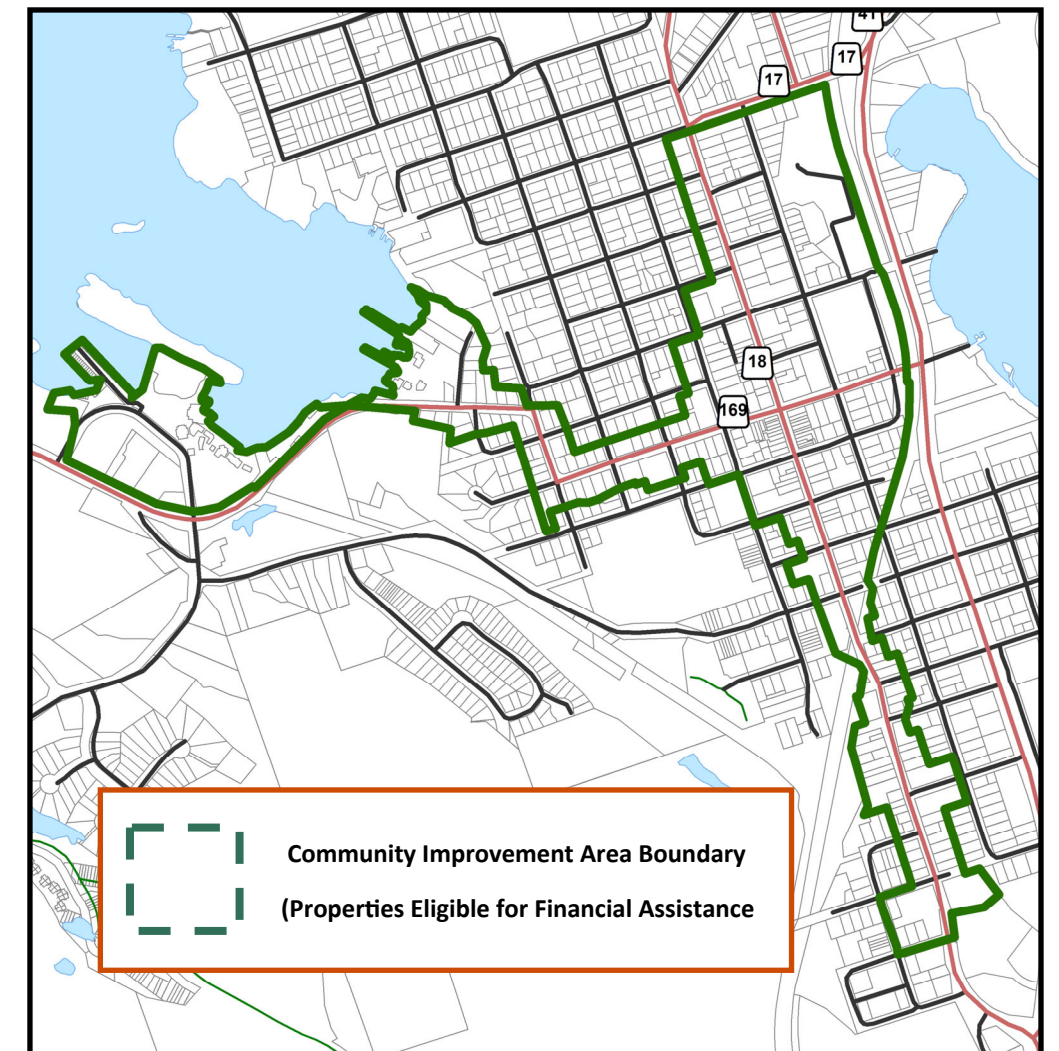 41
17
17
18
169
Community Improvement Area Boundary
(Properties Eligible for Financial Assistance